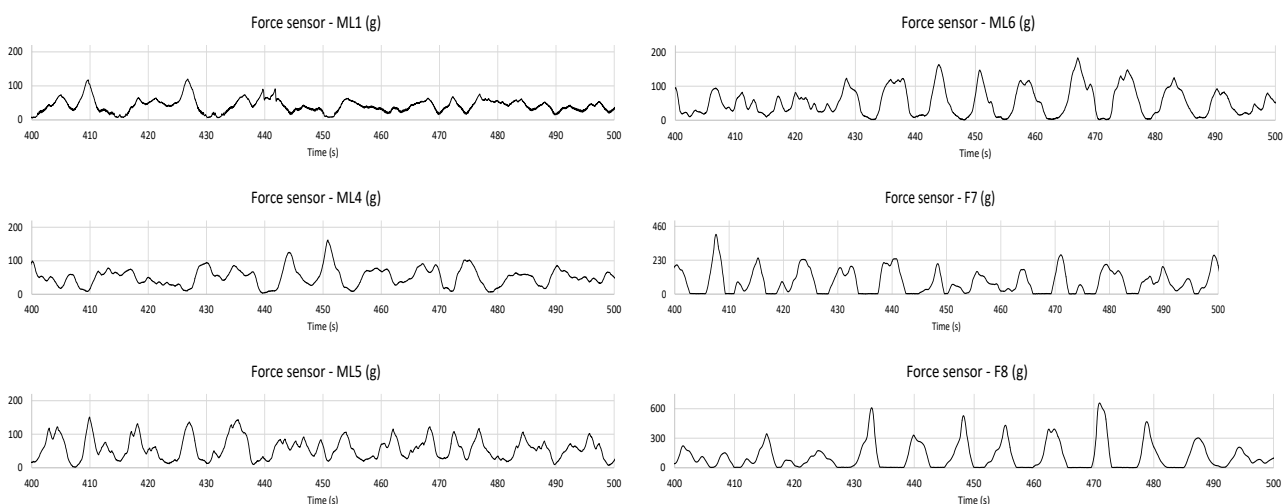 Force sensor - ML1 (g)
200
100
0
400 410 420 430 440 450 460 470 480 490 500
Time (s)
Force sensor - ML4 (g)
200
100
0
400 410 420 430 440 450 460 470 480 490 500
Time (s)
Force sensor - ML5 (g)
200
100
0
400 410 420 430 440 450 460 470 480 490 500
Time (s)
Force sensor - ML6 (g)
200
100
0
400 410 420 430 440 450 460 470 480 490 500
Time (s)
Force sensor - F7 (g)
460
230
0
400 410 420 430 440 450 460 470 480 490 500
Time (s)
Force sensor - F8 (g)
600
300
0
400 410 420 430 440 450 460 470 480 490 500
Time (s)